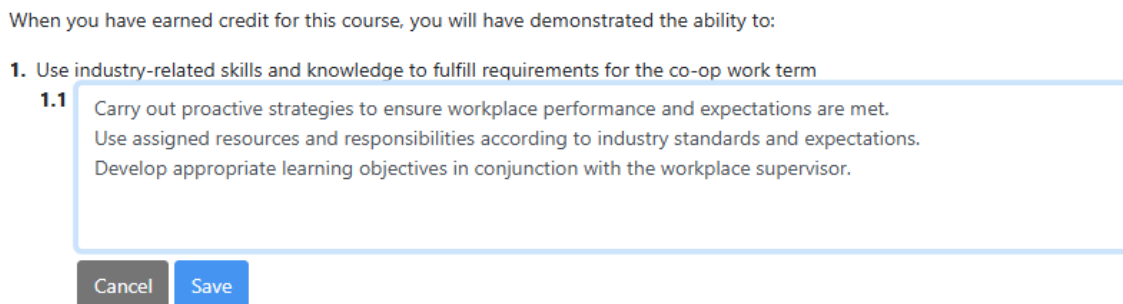 When you have earned credit for this course, you will have demonstrated the ability to:
1. Use industry-related skills and knowledge to fulfill requirements for the co-op work term
1.1 Carry out proactive strategies to ensure workplace performance and expectations are met.
Use assigned resources and responsibilities according to industry standards and expectations.
Develop appropriate learning objectives in conjunction with the workplace supervisor.
Cancel Save